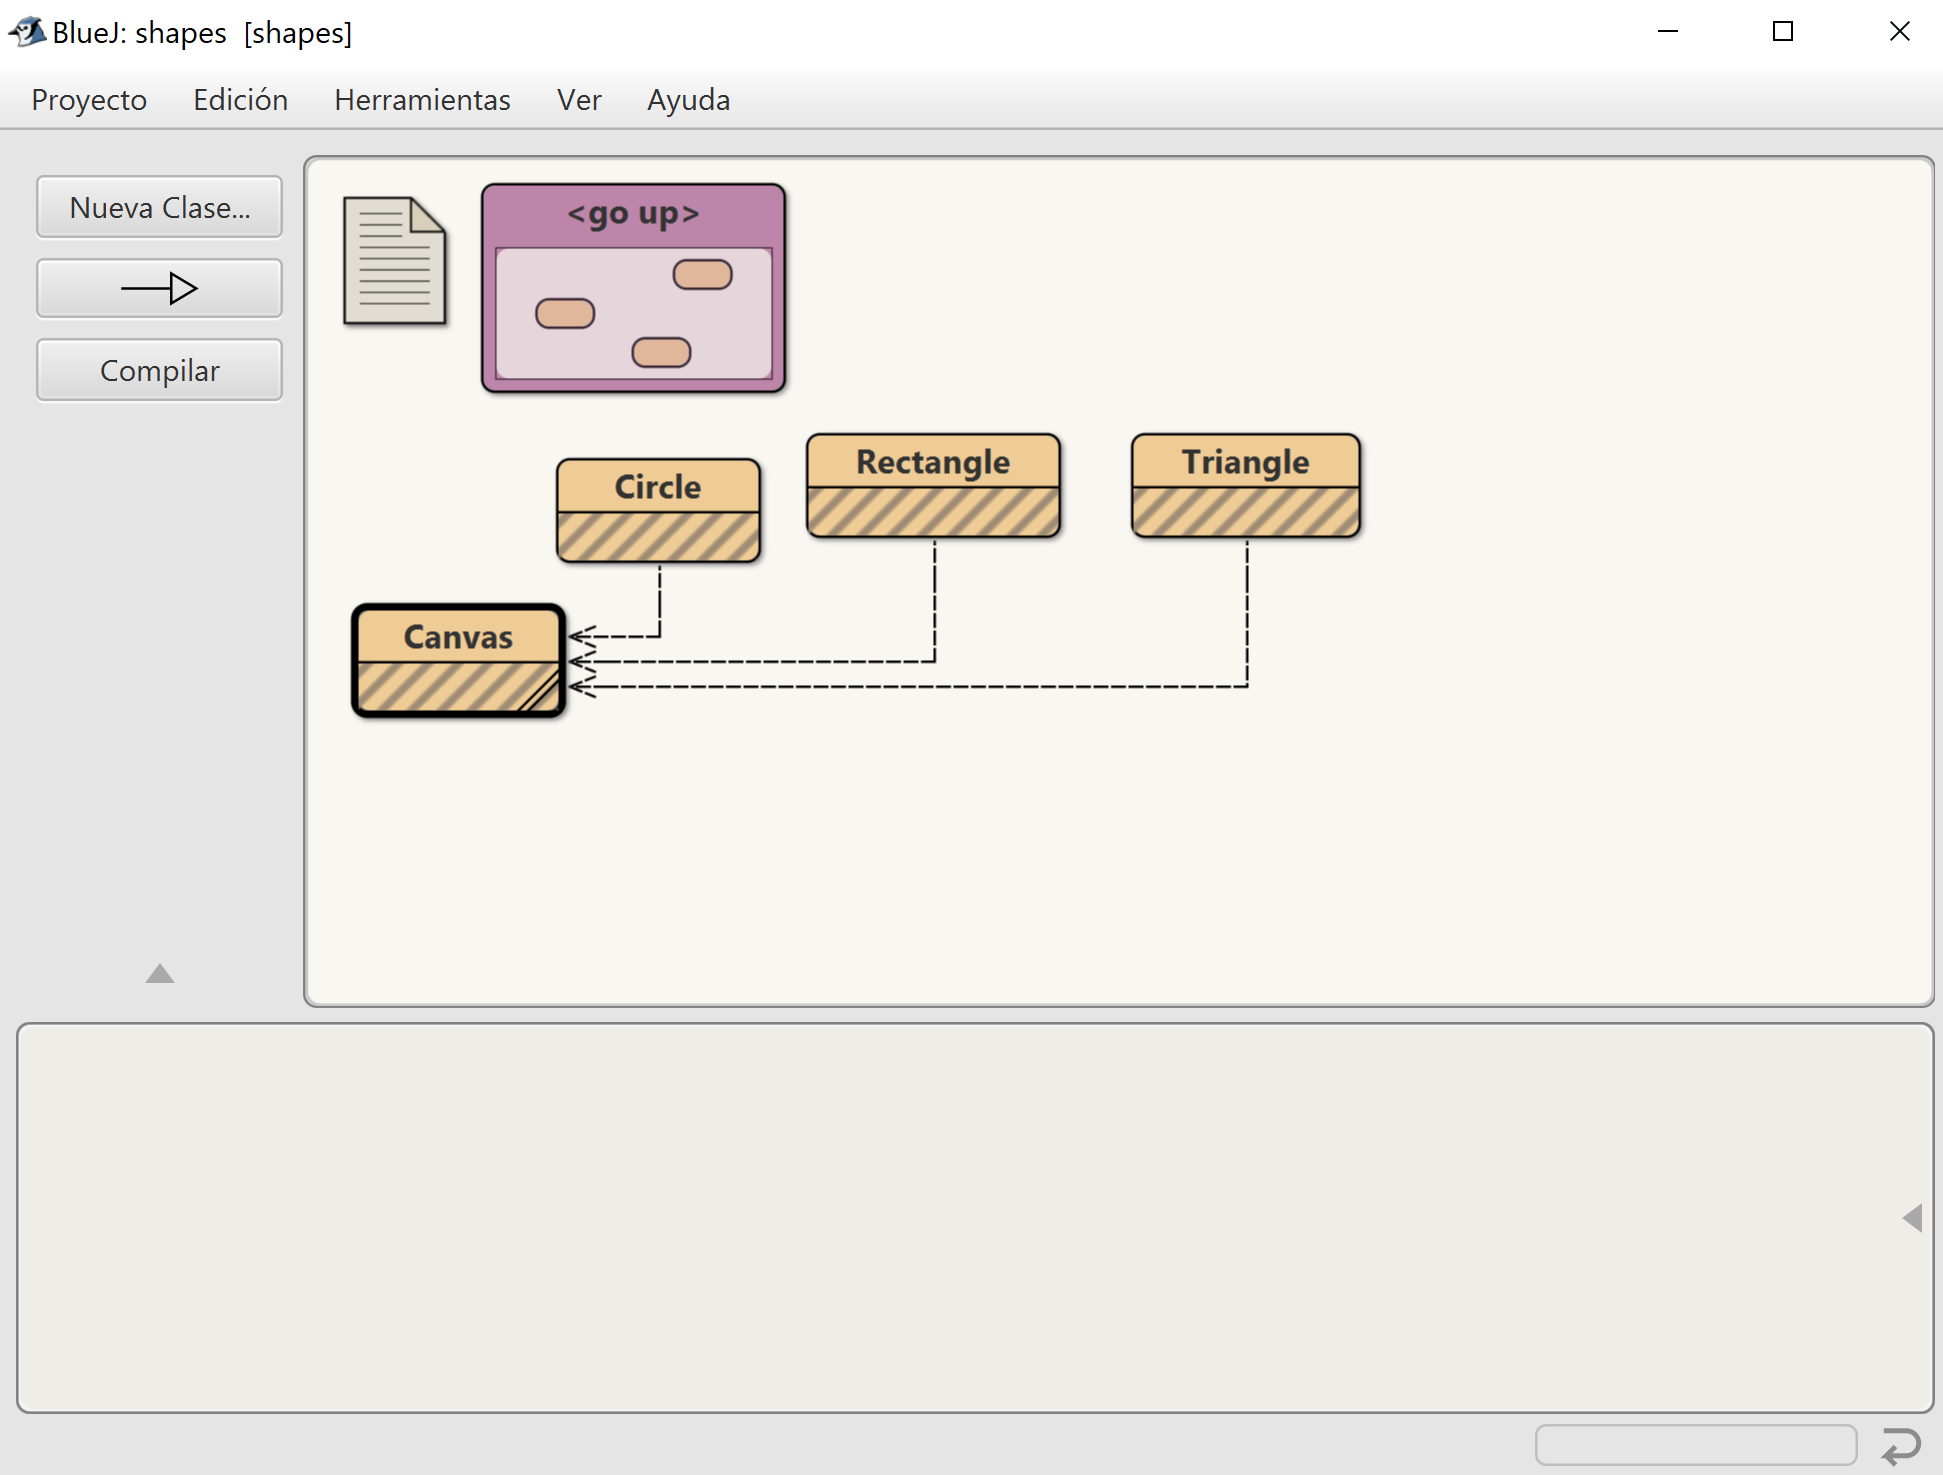 BlueJ: shapes [shapes]
Proyecto Edición Herramientas Ver Ayuda
Nueva Clase...
Compilar
<go up>
Circle
Rectangle
Triangle
Canvas